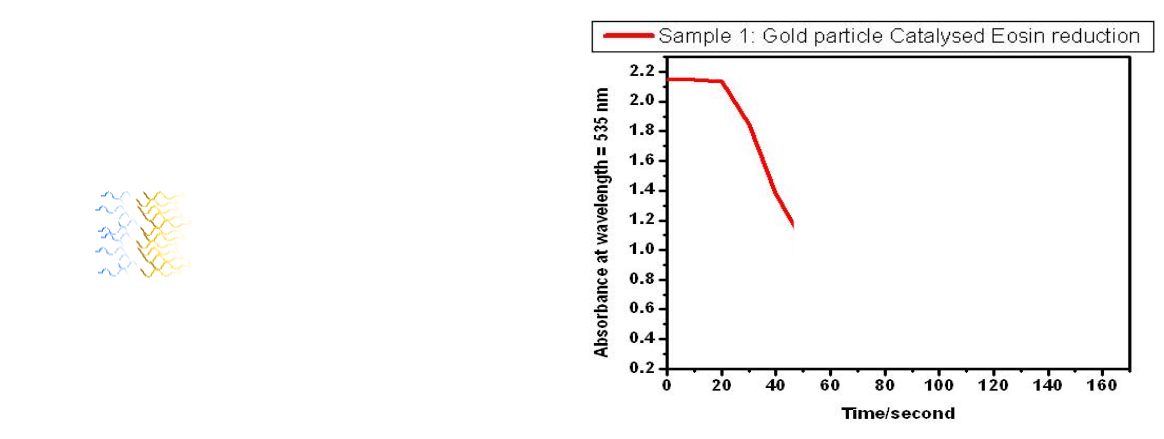 Sample 1: Gold particle Catalysed Eosin reduction
Absorbance at wavelength = 535 nm
2.2
2.0
1.8
1.6
1.4
1.2
1.0
0.8
0.6
0.4
0.2
0 20 40 60 80 100 120 140 160
Time/second